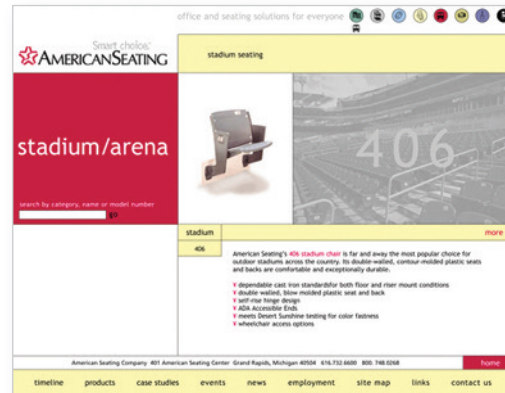 office and seating solutions for everyone
Smart choice.
AMERICAN SEATING
stadium seating
stadium/arena
406
search by category, name or model number
go
stadium
more
406
American Seating's 406 stadium chair is far and away the most popular choice for
outdoor stadiums across the country. Its double-walled, contour-molded plastic seats
and backs are comfortable and exceptionally durable.
¥ dependable cast iron standardsfor both floor and riser mount conditions
¥ double walled, blow molded plastic seat and back
¥ self-rise hinge design
¥ ADA Accessible Ends
¥ meets Desert Sunshine testing for color fastness
¥ wheelchair access options
American Seating Company 401 American Seating Center Grand Rapids, Michigan 40504 616.732.6600 800.748.0268
home
timeline products case studies events news employment site map links contact us